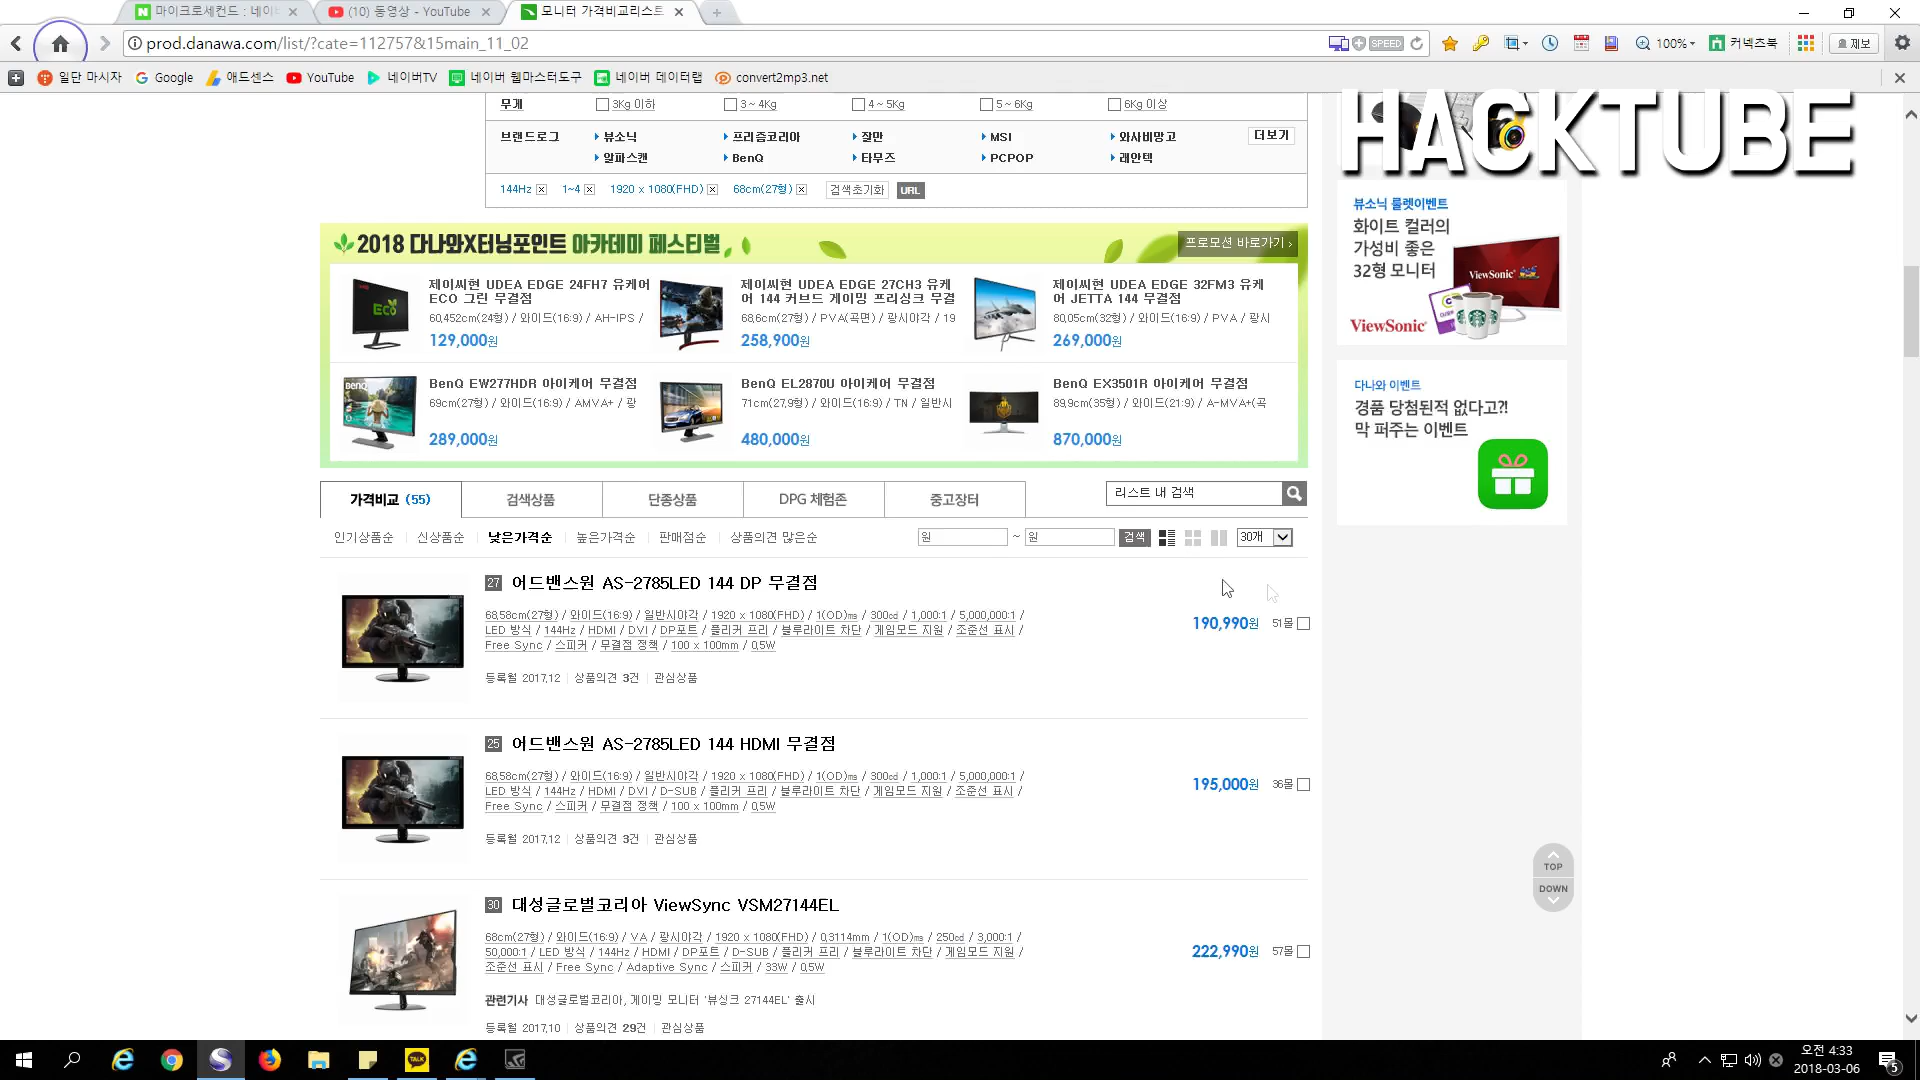 마이크로세컨드 : 네이
(10) 동영상 - YouTube
모니터 가격비교리스트
prod.danawa.com/list/?cate=112757&15main_11_02
SPEED
100%
커넥츠북
제보
일단 마시자
Google
애드센스
YouTube
네이버TV
네이버 웹마스터도구
네이버 데이터랩
convert2mp3.net
HACKTUBE
무게 3Kg 이하 3 ~ 4Kg 4 ~ 5Kg 5 ~ 6Kg 6Kg 이상
브랜드로그 뷰소닉 프리즘코리아 잘만 MSI 와사비망고 더보기
알파스캔 BenQ 타무즈 PCPOP 래안텍
144Hz 1~4 1920 x 1080(FHD) 68cm(27형) 검색초기화 URL
2018 다나와X터닝포인트 아카데미 페스티벌 프로모션 바로가기 ›
제이씨현 UDEA EDGE 24FH7 유케어
ECO 그린 무결점
60,452cm(24형) / 와이드(16:9) / AH-IPS /
129,000원
제이씨현 UDEA EDGE 27CH3 유케
어 144 커브드 게이밍 프리싱크 무결
68,6cm(27형) / PVA(곡면) / 광시야각 / 19
258,900원
제이씨현 UDEA EDGE 32FM3 유케
어 JETTA 144 무결점
80,05cm(32형) / 와이드(16:9) / PVA / 광시
269,000원
BenQ EW277HDR 아이케어 무결점
69cm(27형) / 와이드(16:9) / AMVA+ / 광
289,000원
BenQ EL2870U 아이케어 무결점
71cm(27,9형) / 와이드(16:9) / TN / 일반시
480,000원
BenQ EX3501R 아이케어 무결점
89,9cm(35형) / 와이드(21:9) / A-MVA+(곡
870,000원
뷰소닉 룰렛이벤트
화이트 컬러의
가성비 좋은
32형 모니터
ViewSonic
ViewSonic
다나와 이벤트
경품 당첨된적 없다고?!
막 퍼주는 이벤트
가격비교 (55) 검색상품 단종상품 DPG 체험존 중고장터 리스트 내 검색
인기상품순 신상품순 낮은가격순 높은가격순 판매점순 상품의견 많은순 원 ~ 원 검색 30개
27 어드밴스원 AS-2785LED 144 DP 무결점
68,58cm(27형) / 와이드(16:9) / 일반시야각 / 1920 x 1080(FHD) / 1(OD)ms / 300cd / 1,000:1 / 5,000,000:1 /
LED 방식 / 144Hz / HDMI / DVI / DP포트 / 플리커 프리 / 블루라이트 차단 / 게임모드 지원 / 조준선 표시 /
Free Sync / 스피커 / 무결점 정책 / 100 x 100mm / 0,5W
190,990원 51몰
등록월 2017,12 상품의견 3건 관심상품
25 어드밴스원 AS-2785LED 144 HDMI 무결점
68,58cm(27형) / 와이드(16:9) / 일반시야각 / 1920 x 1080(FHD) / 1(OD)ms / 300cd / 1,000:1 / 5,000,000:1 /
LED 방식 / 144Hz / HDMI / DVI / D-SUB / 플리커 프리 / 블루라이트 차단 / 게임모드 지원 / 조준선 표시 /
Free Sync / 스피커 / 무결점 정책 / 100 x 100mm / 0,5W
195,000원 36몰
등록월 2017,12 상품의견 3건 관심상품
30 대성글로벌코리아 ViewSync VSM27144EL
68cm(27형) / 와이드(16:9) / VA / 광시야각 / 1920 x 1080(FHD) / 0,3114mm / 1(OD)ms / 250cd / 3,000:1 /
50,000:1 / LED 방식 / 144Hz / HDMI / DP포트 / D-SUB / 플리커 프리 / 블루라이트 차단 / 게임모드 지원 /
조준선 표시 / Free Sync / Adaptive Sync / 스피커 / 33W / 0,5W
222,990원 57몰
관련기사 대성글로벌코리아, 게이밍 모니터 '뷰싱크 27144EL' 출시
등록월 2017,10 상품의견 29건 관심상품
TOP
DOWN
TALK
오전 4:33
2018-03-06
5